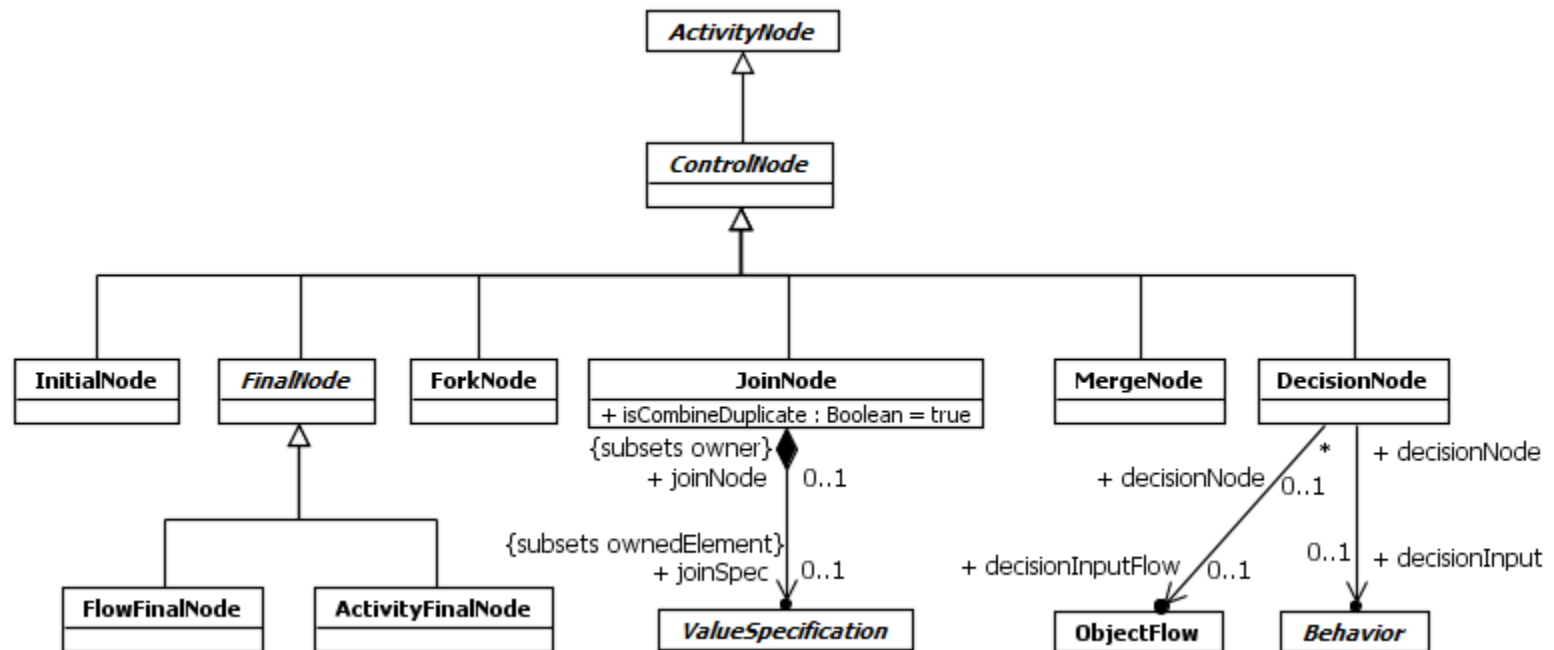 ActivityNode
ControlNode
InitialNode
FinalNode
ForkNode
JoinNode
+ isCombineDuplicate : Boolean = true
MergeNode
DecisionNode
{subsets owner}
+ joinNode
0..1
{subsets ownedElement}
+ joinSpec
0..1
*
+ decisionNode
+ decisionNode
0..1
+ decisionInputFlow
0..1
0..1
+ decisionInput
FlowFinalNode
ActivityFinalNode
ValueSpecification
ObjectFlow
Behavior